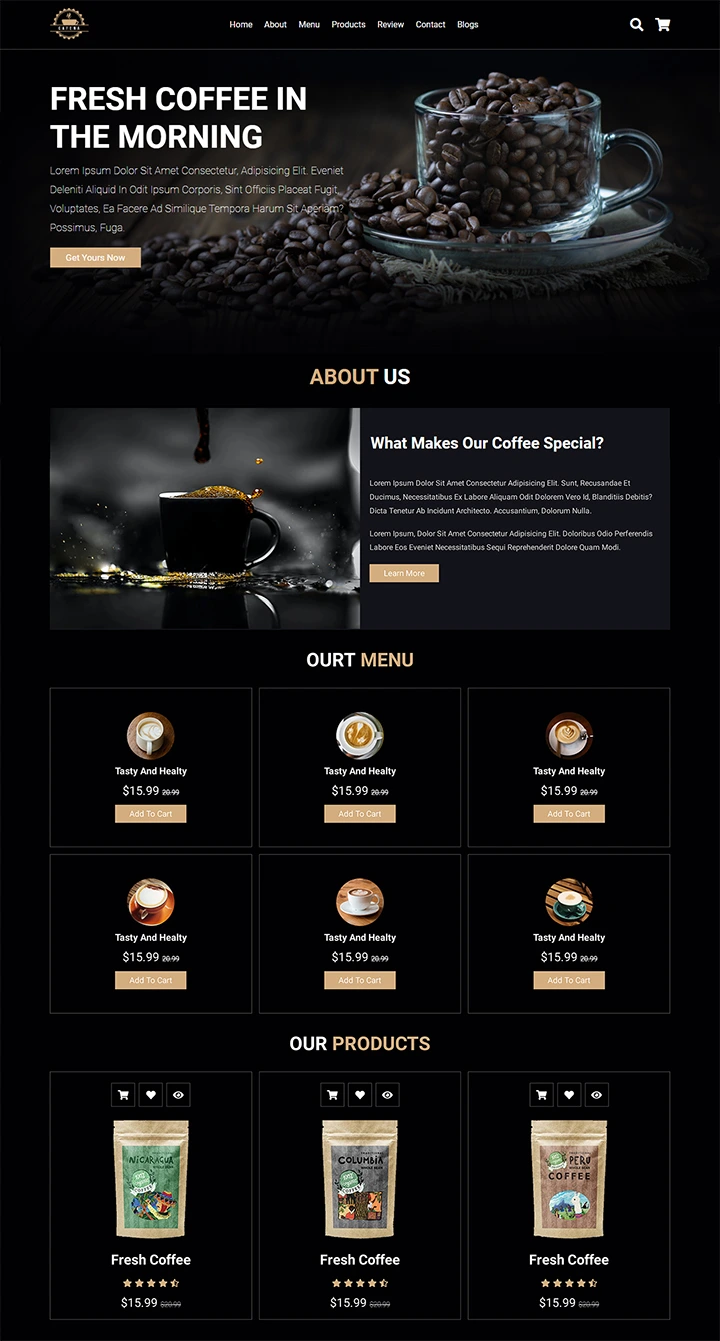 CAFENA
Home About Menu Products Review Contact Blogs
FRESH COFFEE IN
THE MORNING
Lorem Ipsum Dolor Sit Amet Consectetur, Adipisicing Elit. Eveniet
Deleniti Aliquid In Odit Ipsum Corporis, Sint Officiis Placeat Fugit,
Voluptates, Ea Facere Ad Similique Tempora Harum Sit Aperiam?
Possimus, Fuga.
Get Yours Now
ABOUT US
What Makes Our Coffee Special?
Lorem Ipsum Dolor Sit Amet Consectetur Adipisicing Elit. Sunt, Recusandae Et
Ducimus, Necessitatibus Ex Labore Aliquam Odit Dolorem Vero Id, Blanditiis Debitis?
Dicta Tenetur Ab Incidunt Architecto. Accusantium, Dolorum Nulla.
Lorem Ipsum, Dolor Sit Amet Consectetur Adipisicing Elit. Doloribus Odio Perferendis
Labore Eos Eveniet Necessitatibus Sequi Reprehenderit Dolore Quam Modi.
Learn More
OURT MENU
Tasty And Healty
$15.99 20.99
Add To Cart
Tasty And Healty
$15.99 20.99
Add To Cart
Tasty And Healty
$15.99 20.99
Add To Cart
Tasty And Healty
$15.99 20.99
Add To Cart
Tasty And Healty
$15.99 20.99
Add To Cart
Tasty And Healty
$15.99 20.99
Add To Cart
OUR PRODUCTS
NICARAGUA
WHOLE BEAN
COFFEE
Fresh Coffee
$15.99 $20.99
COLUMBIA
WHOLE BEAN
COFFEE
Fresh Coffee
$15.99 $20.99
PERU
WHOLE BEAN
COFFEE
Fresh Coffee
$15.99 $20.99